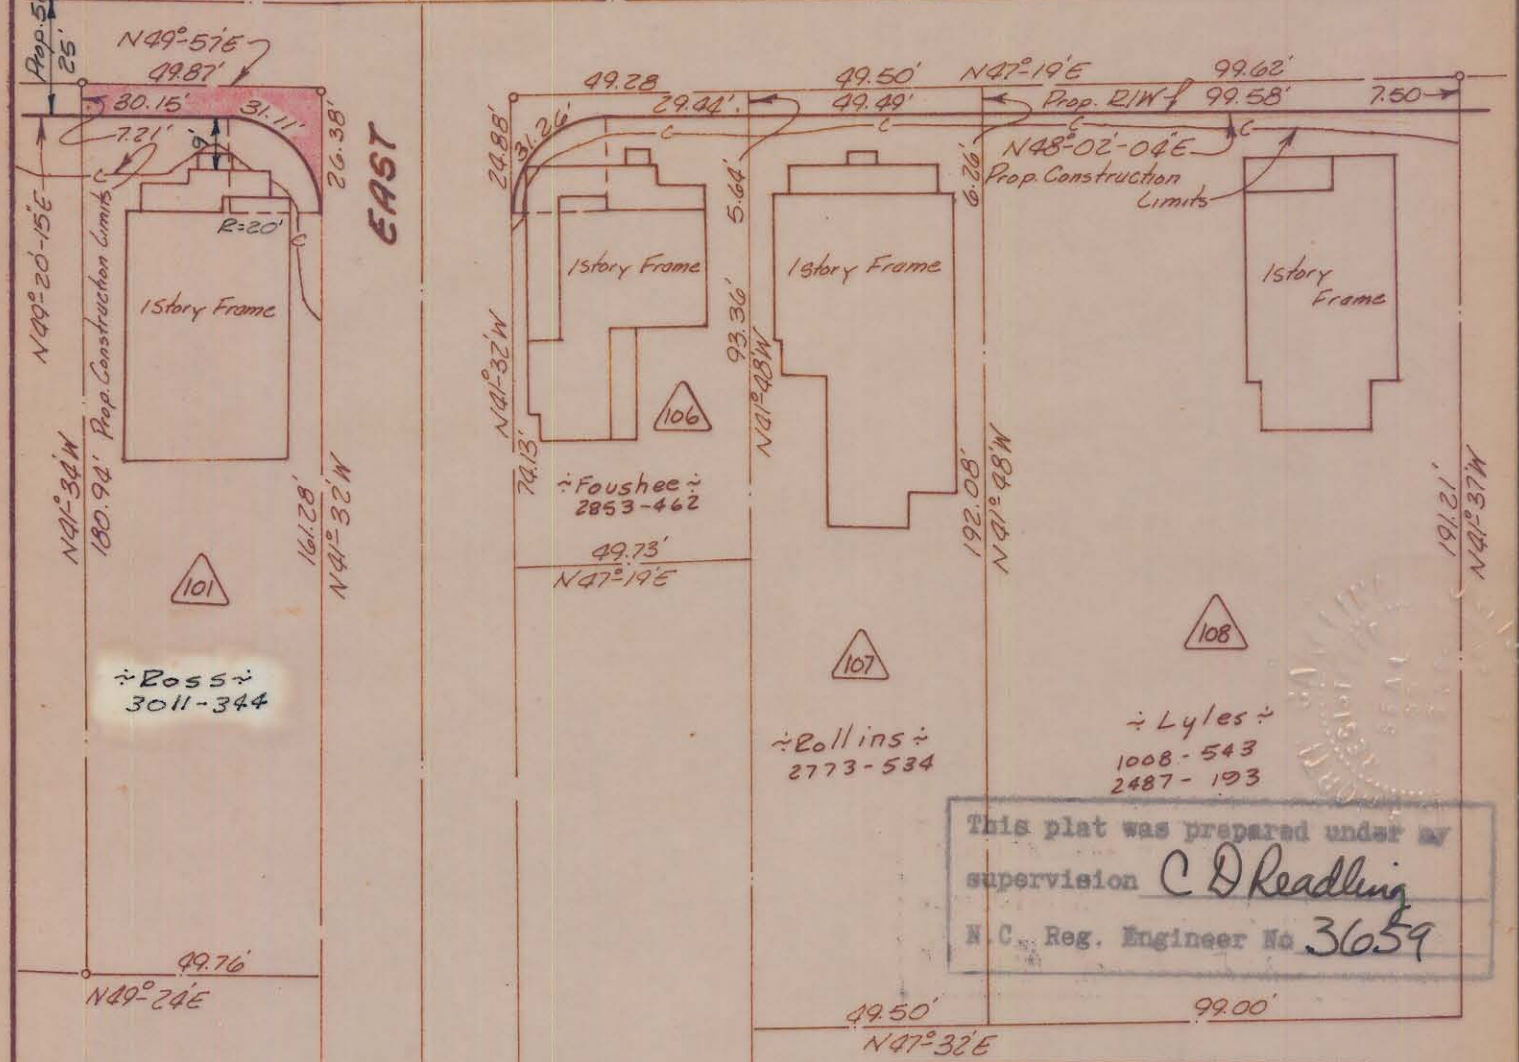 Prop.
25'
N49°-57'E
49.87'
30.15'
31.11'
7.21'
9'
26.38'
EAST
R=20'
N49°-20'-15"E
Prop. Construction Limits
C
C
1 Story Frame
N41°-34'W
180.94'
161.28'
N41°-32'W
101
÷Ross÷
3011-344
49.76'
N49°-24'E
49.28
29.44'
24.88'
31.26'
C
1 Story Frame
N41°-32'W
74.13'
106
÷Foushee÷
2853-462
49.73'
N47°-19'E
5.64'
93.36'
N41°-48'W
49.50'
49.49'
C
1 Story Frame
6.26'
192.08'
N41°-48'W
107
÷Rollins÷
2773-534
N47°-19'E
99.62'
Prop. R/W
99.58'
7.50
C
C
N48°-02'-04"E
Prop. Construction
Limits
1 Story
Frame
191.21'
N41°-37'W
108
÷Lyles÷
1008-543
2487-193
SEAL
This plat was prepared under my
supervision C D Readling
N.C. Reg. Engineer No 3659
49.50'
99.00'
N47°-32'E